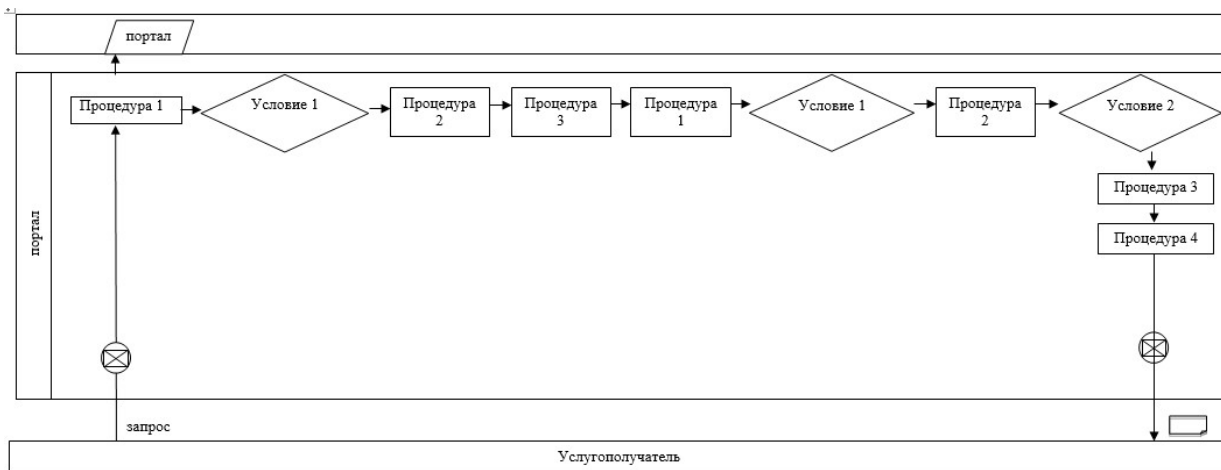 портал
Процедура 1
Условие 1
Процедура
2
Процедура
3
Процедура
1
Условие 1
Процедура
2
Условие 2
Процедура 3
Процедура 4
портал
запрос
Услугополучатель